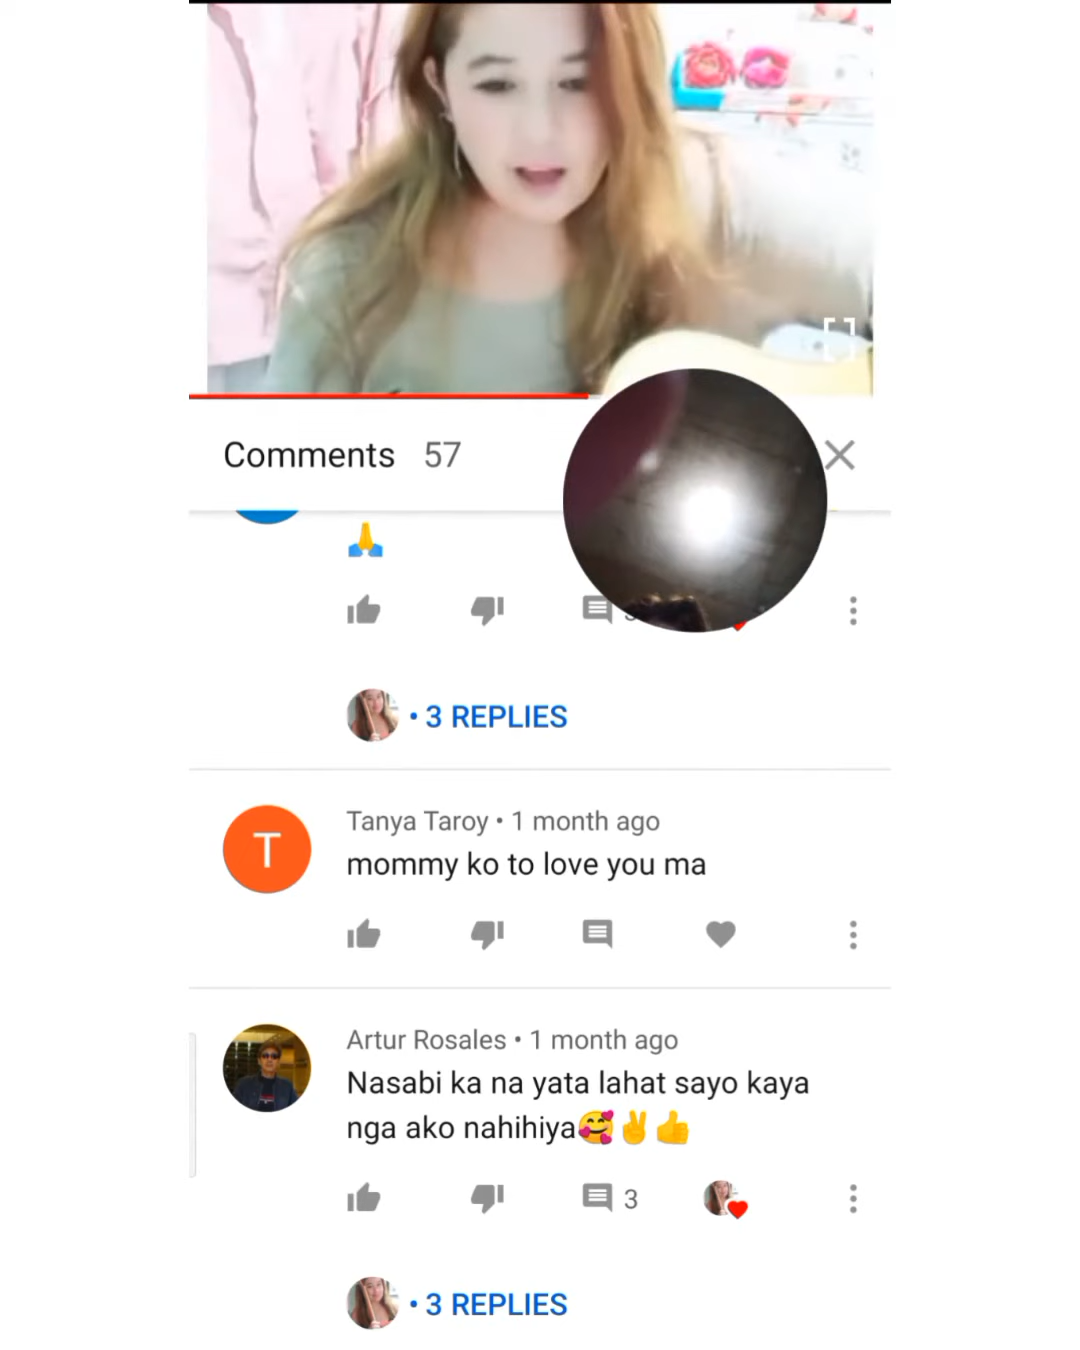 Comments 57
🙏
• 3 REPLIES
T
Tanya Taroy • 1 month ago
mommy ko to love you ma
Artur Rosales • 1 month ago
Nasabi ka na yata lahat sayo kaya
nga ako nahihiya🥰✌👍
3
• 3 REPLIES